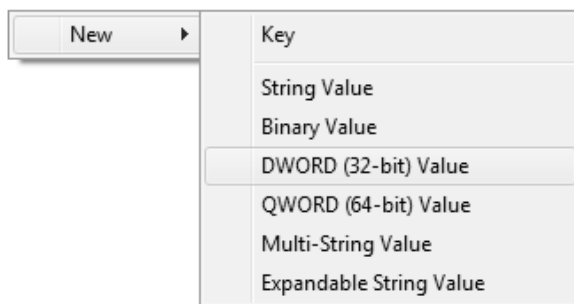 New
Key
String Value
Binary Value
DWORD (32-bit) Value
QWORD (64-bit) Value
Multi-String Value
Expandable String Value